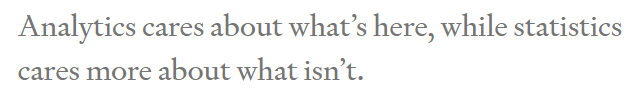 Analytics cares about what’s here, while statistics
cares more about what isn’t.